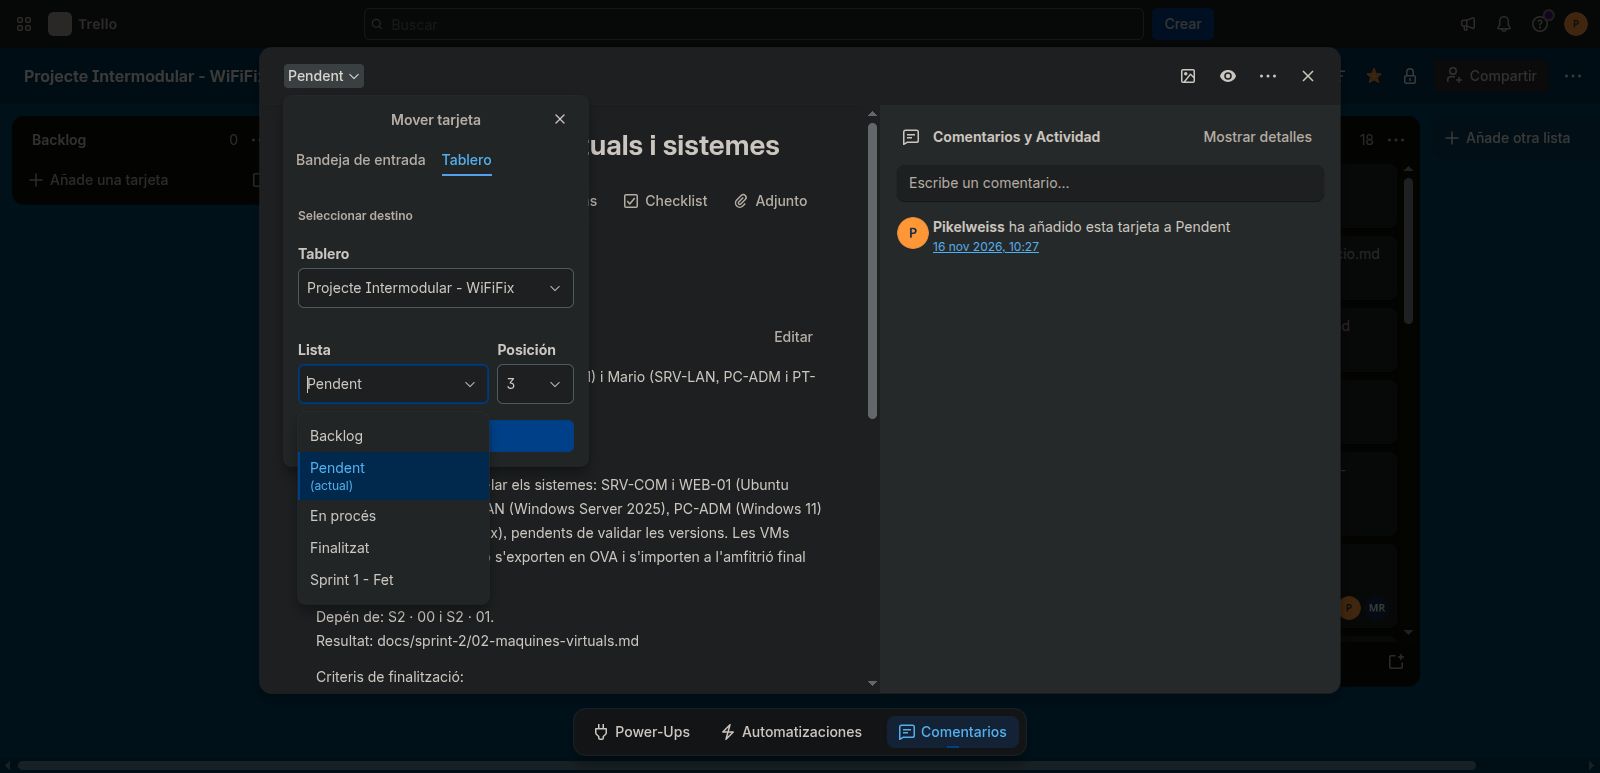 Trello
Buscar
Crear
P
Projecte Intermodular - WiFiFi
Compartir
Backlog
0
Añade una tarjeta
Pendent
Mover tarjeta
Bandeja de entrada
Tablero
Seleccionar destino
Tablero
Projecte Intermodular - WiFiFix
Lista
Posición
Pendent
3
Backlog
Pendent
(actual)
En procés
Finalitzat
Sprint 1 - Fet
uals i sistemes
s
Checklist
Adjunto
Editar
) i Mario (SRV-LAN, PC-ADM i PT-
lar els sistemes: SRV-COM i WEB-01 (Ubuntu
AN (Windows Server 2025), PC-ADM (Windows 11)
x), pendents de validar les versions. Les VMs
s'exporten en OVA i s'importen a l'amfitrió final
Depén de: S2 · 00 i S2 · 01.
Resultat: docs/sprint-2/02-maquines-virtuals.md
Criteris de finalització:
Comentarios y Actividad
Mostrar detalles
Escribe un comentario...
P
Pikelweiss ha añadido esta tarjeta a Pendent
16 nov 2026, 10:27
18
cio.md
d
P
MR
Añade otra lista
Power-Ups
Automatizaciones
Comentarios